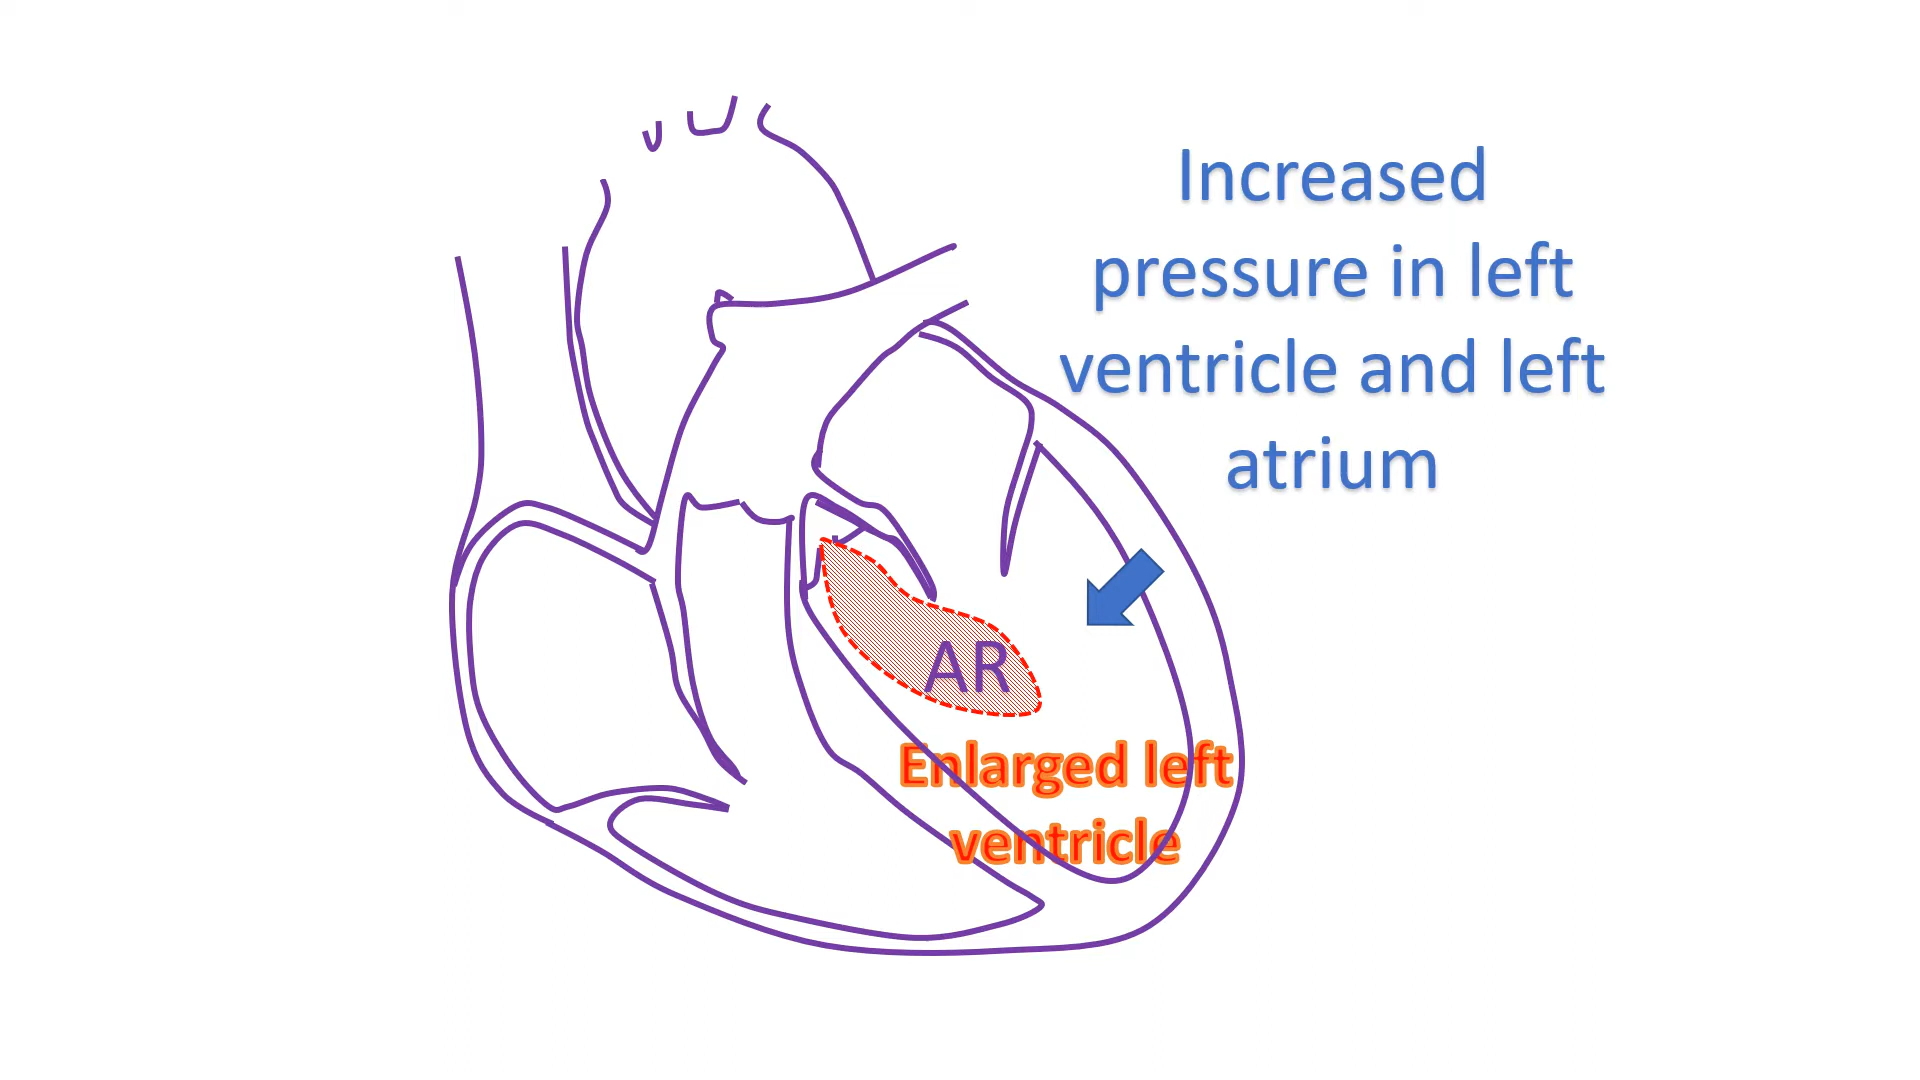 Increased
pressure in left
ventricle and left
atrium
AR
Enlarged left
ventricle